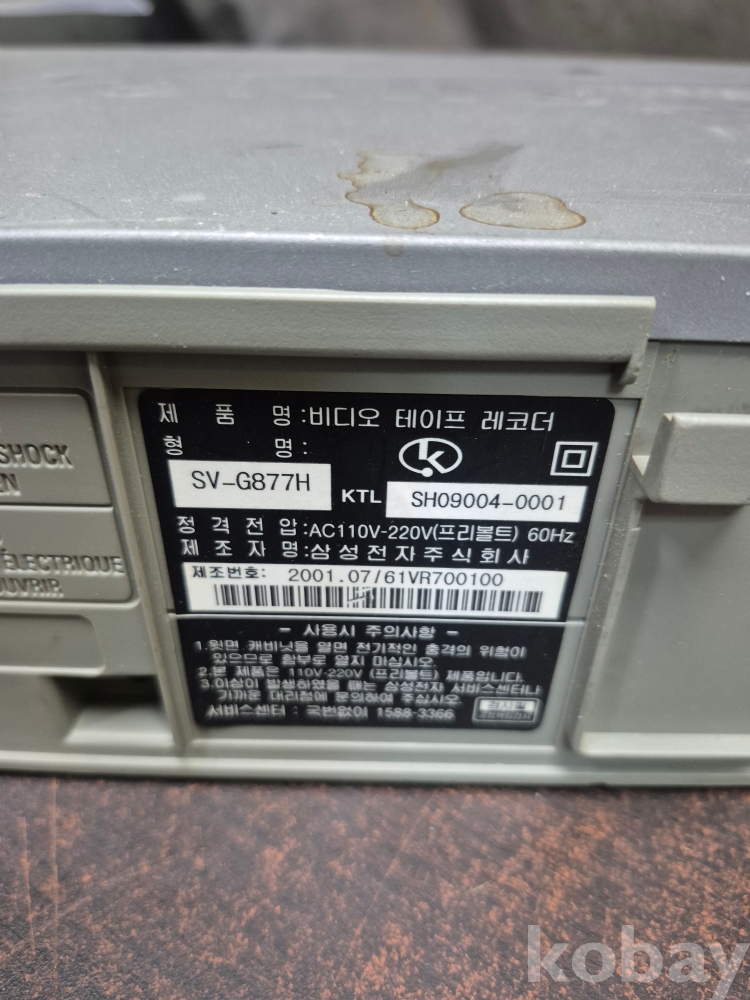 SHOCK
EN
ÉLECTRIQUE
OUVRIR
제 품 명 : 비디오 테이프 레코더
형 명 :
SV-G877H
k
KTL SH09004-0001
정 격 전 압 : AC110V-220V(프리볼트) 60Hz
제 조 자 명 : 삼성전자주식회사
제조번호: 2001.07/61VR700100
- 사용시 주의사항 -
1.윗면 캐비닛을 열면 전기적인 충격의 위험이
있으므로 함부로 열지 마십시오.
2.본 제품은 110V-220V (프리볼트) 제품입니다.
3.이상이 발생하였을 때는 삼성전자 서비스센터나
가까운 대리점에 문의하여 주십시오.
서비스센터 : 국번없이 1588-3366
검사필
kobay